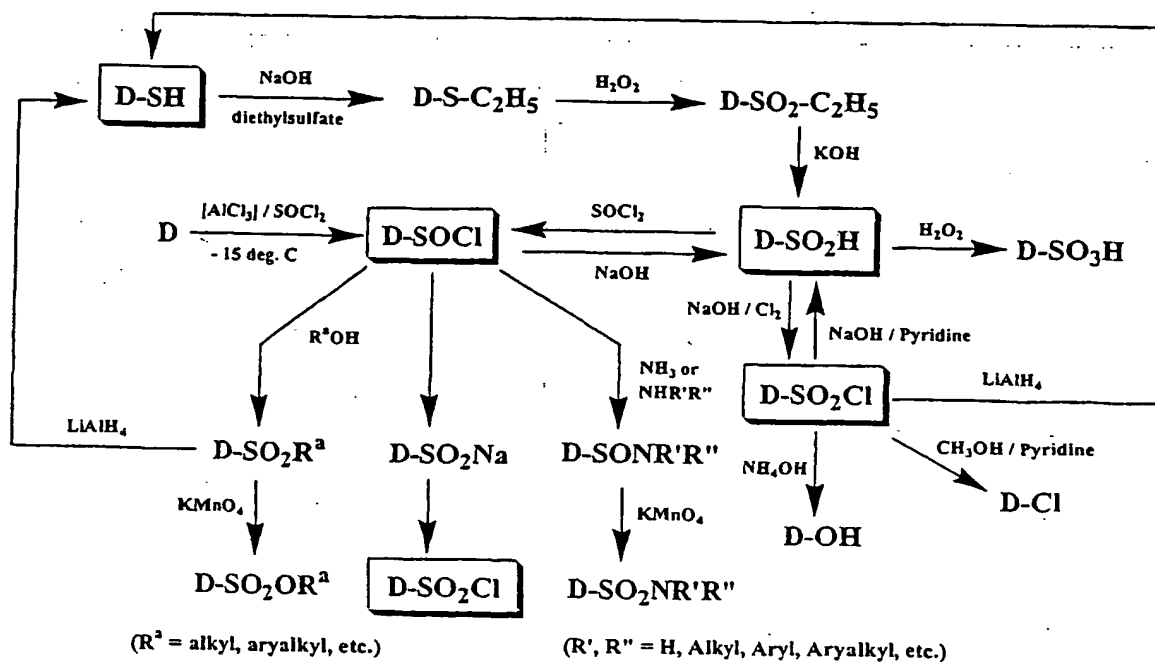 D-SH
NaOH
diethylsulfate
D-S-C₂H₅
H₂O₂
D-SO₂-C₂H₅
KOH
D
[AlCl₃] / SOCl₂
- 15 deg. C
D-SOCl
SOCl₂
NaOH
D-SO₂H
H₂O₂
D-SO₃H
NaOH / Cl₂
NaOH / Pyridine
RᵃOH
NH₃ or
NHR'R"
D-SO₂Cl
LiAlH₄
LiAlH₄
D-SO₂Rᵃ
D-SO₂Na
D-SONR'R"
NH₄OH
CH₃OH / Pyridine
D-Cl
KMnO₄
KMnO₄
D-OH
D-SO₂ORᵃ
D-SO₂Cl
D-SO₂NR'R"
(Rᵃ = alkyl, aryalkyl, etc.)
(R', R" = H, Alkyl, Aryl, Aryalkyl, etc.)